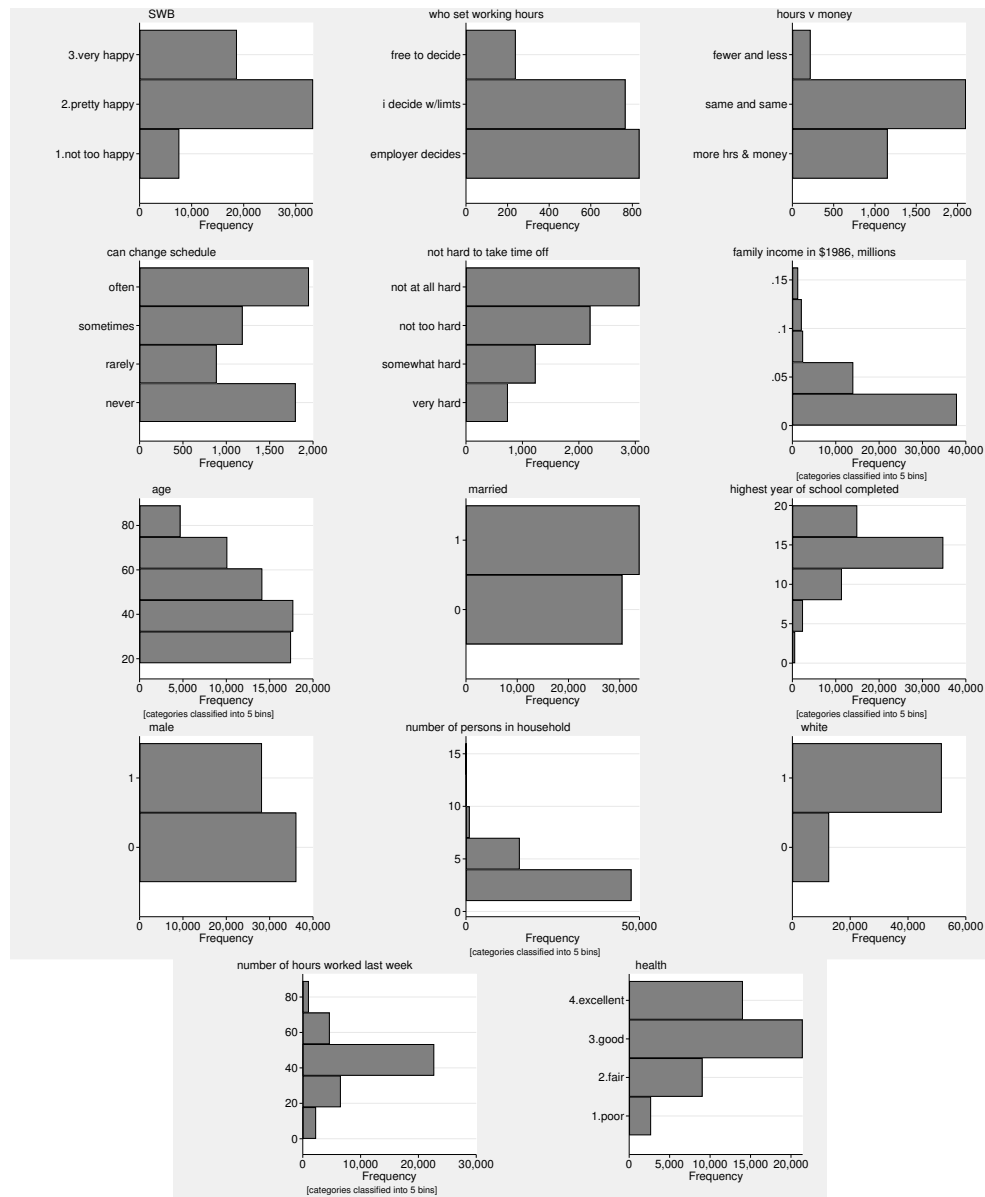 SWB
3.very happy
2.pretty happy
1.not too happy
0 10,000 20,000 30,000
Frequency
who set working hours
free to decide
i decide w/limts
employer decides
0 200 400 600 800
Frequency
hours v money
fewer and less
same and same
more hrs & money
0 500 1,000 1,500 2,000
Frequency
can change schedule
often
sometimes
rarely
never
0 500 1,000 1,500 2,000
Frequency
not hard to take time off
not at all hard
not too hard
somewhat hard
very hard
0 1,000 2,000 3,000
Frequency
family income in $1986, millions
.15
.1
.05
0
0 10,000 20,000 30,000 40,000
Frequency
[categories classified into 5 bins]
age
80
60
40
20
0 5,000 10,000 15,000 20,000
Frequency
[categories classified into 5 bins]
married
1
0
0 10,000 20,000 30,000
Frequency
highest year of school completed
20
15
10
5
0
0 10,000 20,000 30,000 40,000
Frequency
[categories classified into 5 bins]
male
1
0
0 10,000 20,000 30,000 40,000
Frequency
number of persons in household
15
10
5
0
0 50,000
Frequency
[categories classified into 5 bins]
white
1
0
0 20,000 40,000 60,000
Frequency
number of hours worked last week
80
60
40
20
0
0 10,000 20,000 30,000
Frequency
[categories classified into 5 bins]
health
4.excellent
3.good
2.fair
1.poor
0 5,000 10,000 15,000 20,000
Frequency